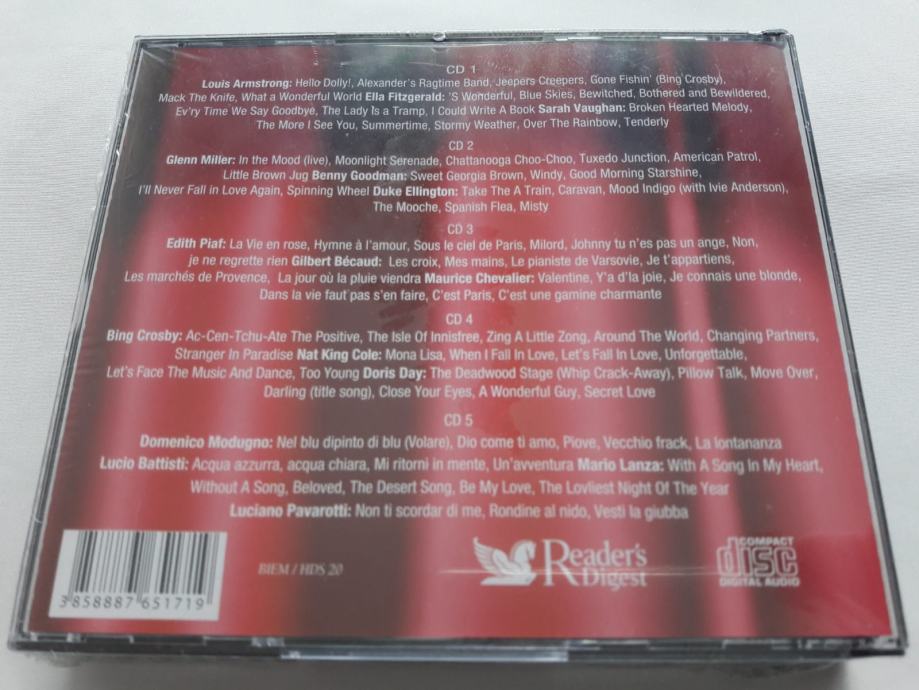 CD 1
Louis Armstrong: Hello Dolly!, Alexander's Ragtime Band, Jeepers Creepers, Gone Fishin' (Bing Crosby),
Mack The Knife, What a Wonderful World Ella Fitzgerald: 'S Wonderful, Blue Skies, Bewitched, Bothered and Bewildered,
Ev'ry Time We Say Goodbye, The Lady Is a Tramp, I Could Write A Book Sarah Vaughan: Broken Hearted Melody,
The More I See You, Summertime, Stormy Weather, Over The Rainbow, Tenderly
CD 2
Glenn Miller: In the Mood (live), Moonlight Serenade, Chattanooga Choo-Choo, Tuxedo Junction, American Patrol,
Little Brown Jug Benny Goodman: Sweet Georgia Brown, Windy, Good Morning Starshine,
I'll Never Fall in Love Again, Spinning Wheel Duke Ellington: Take The A Train, Caravan, Mood Indigo (with Ivie Anderson),
The Mooche, Spanish Flea, Misty
CD 3
Edith Piaf: La Vie en rose, Hymne à l'amour, Sous le ciel de Paris, Milord, Johnny tu n'es pas un ange, Non,
je ne regrette rien Gilbert Bécaud: Les croix, Mes mains, Le pianiste de Varsovie, Je t'appartiens,
Les marchés de Provence, La jour où la pluie viendra Maurice Chevalier: Valentine, Y'a d'la joie, Je connais une blonde,
Dans la vie faut pas s'en faire, C'est Paris, C'est une gamine charmante
CD 4
Bing Crosby: Ac-Cen-Tchu-Ate The Positive, The Isle Of Innisfree, Zing A Little Zong, Around The World, Changing Partners,
Stranger In Paradise Nat King Cole: Mona Lisa, When I Fall In Love, Let's Fall In Love, Unforgettable,
Let's Face The Music And Dance, Too Young Doris Day: The Deadwood Stage (Whip Crack-Away), Pillow Talk, Move Over,
Darling (title song), Close Your Eyes, A Wonderful Guy, Secret Love
CD 5
Domenico Modugno: Nel blu dipinto di blu (Volare), Dio come ti amo, Piove, Vecchio frack, La lontananza
Lucio Battisti: Acqua azzurra, acqua chiara, Mi ritorni in mente, Un'avventura Mario Lanza: With A Song In My Heart,
Without A Song, Beloved, The Desert Song, Be My Love, The Lovliest Night Of The Year
Luciano Pavarotti: Non ti scordar di me, Rondine al nido, Vesti la giubba
3 858887 651719
BIEM / HDS 20
Reader's
Digest
COMPACT
disc
DIGITAL AUDIO